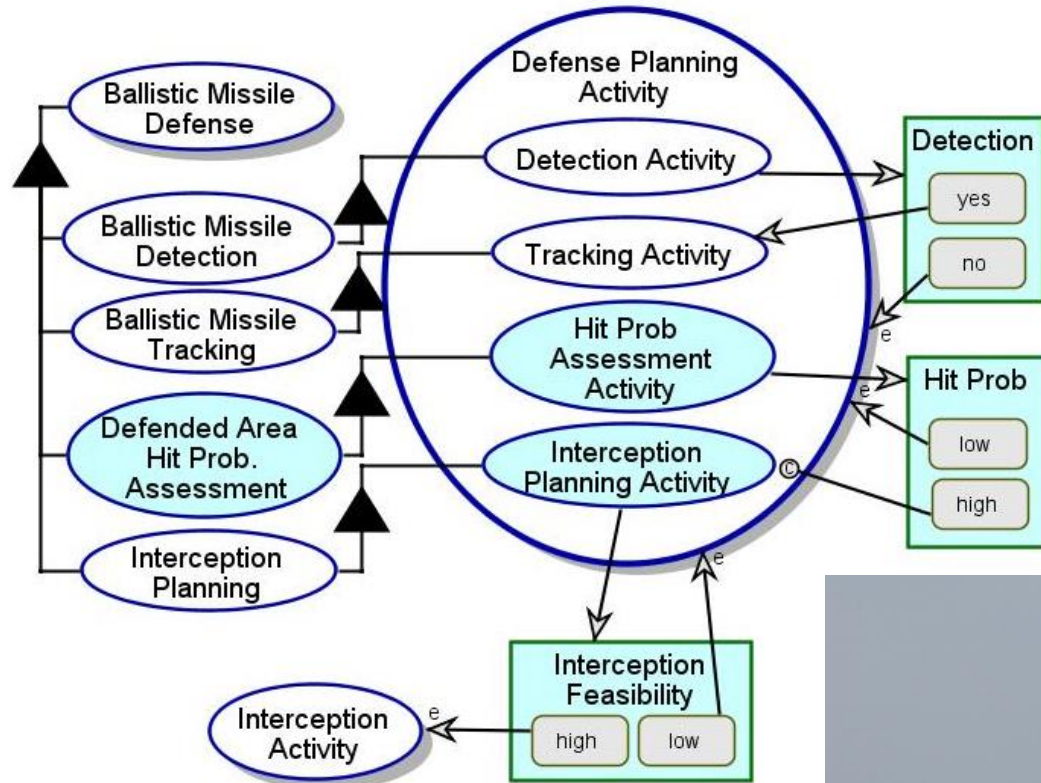 Ballistic Missile
Defense
Ballistic Missile
Detection
Ballistic Missile
Tracking
Defended Area
Hit Prob.
Assessment
Interception
Planning
Defense Planning
Activity
Detection Activity
Tracking Activity
Hit Prob
Assessment
Activity
Interception
Planning Activity
Detection
yes
no
e
Hit Prob
e
low
©
high
e
Interception
Feasibility
high
low
e
Interception
Activity